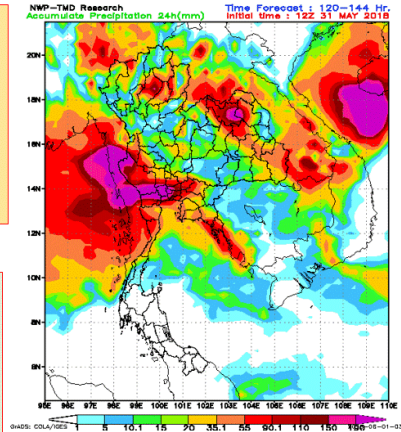 NWP-TMD Research Time Forecast : 120-144 Hr.
Accumulate Precipitation 24h(mm) Initial time : 12Z 31 MAY 2018
20N
18N
16N
14N
12N
10N
8N
6N
95E 96E 97E 98E 99E 100E 101E 102E 103E 104E 105E 106E 107E 108E 109E 110E
GrADS: COLA/IGES 1 5 10.1 15 20 35.1 55 90.1 110